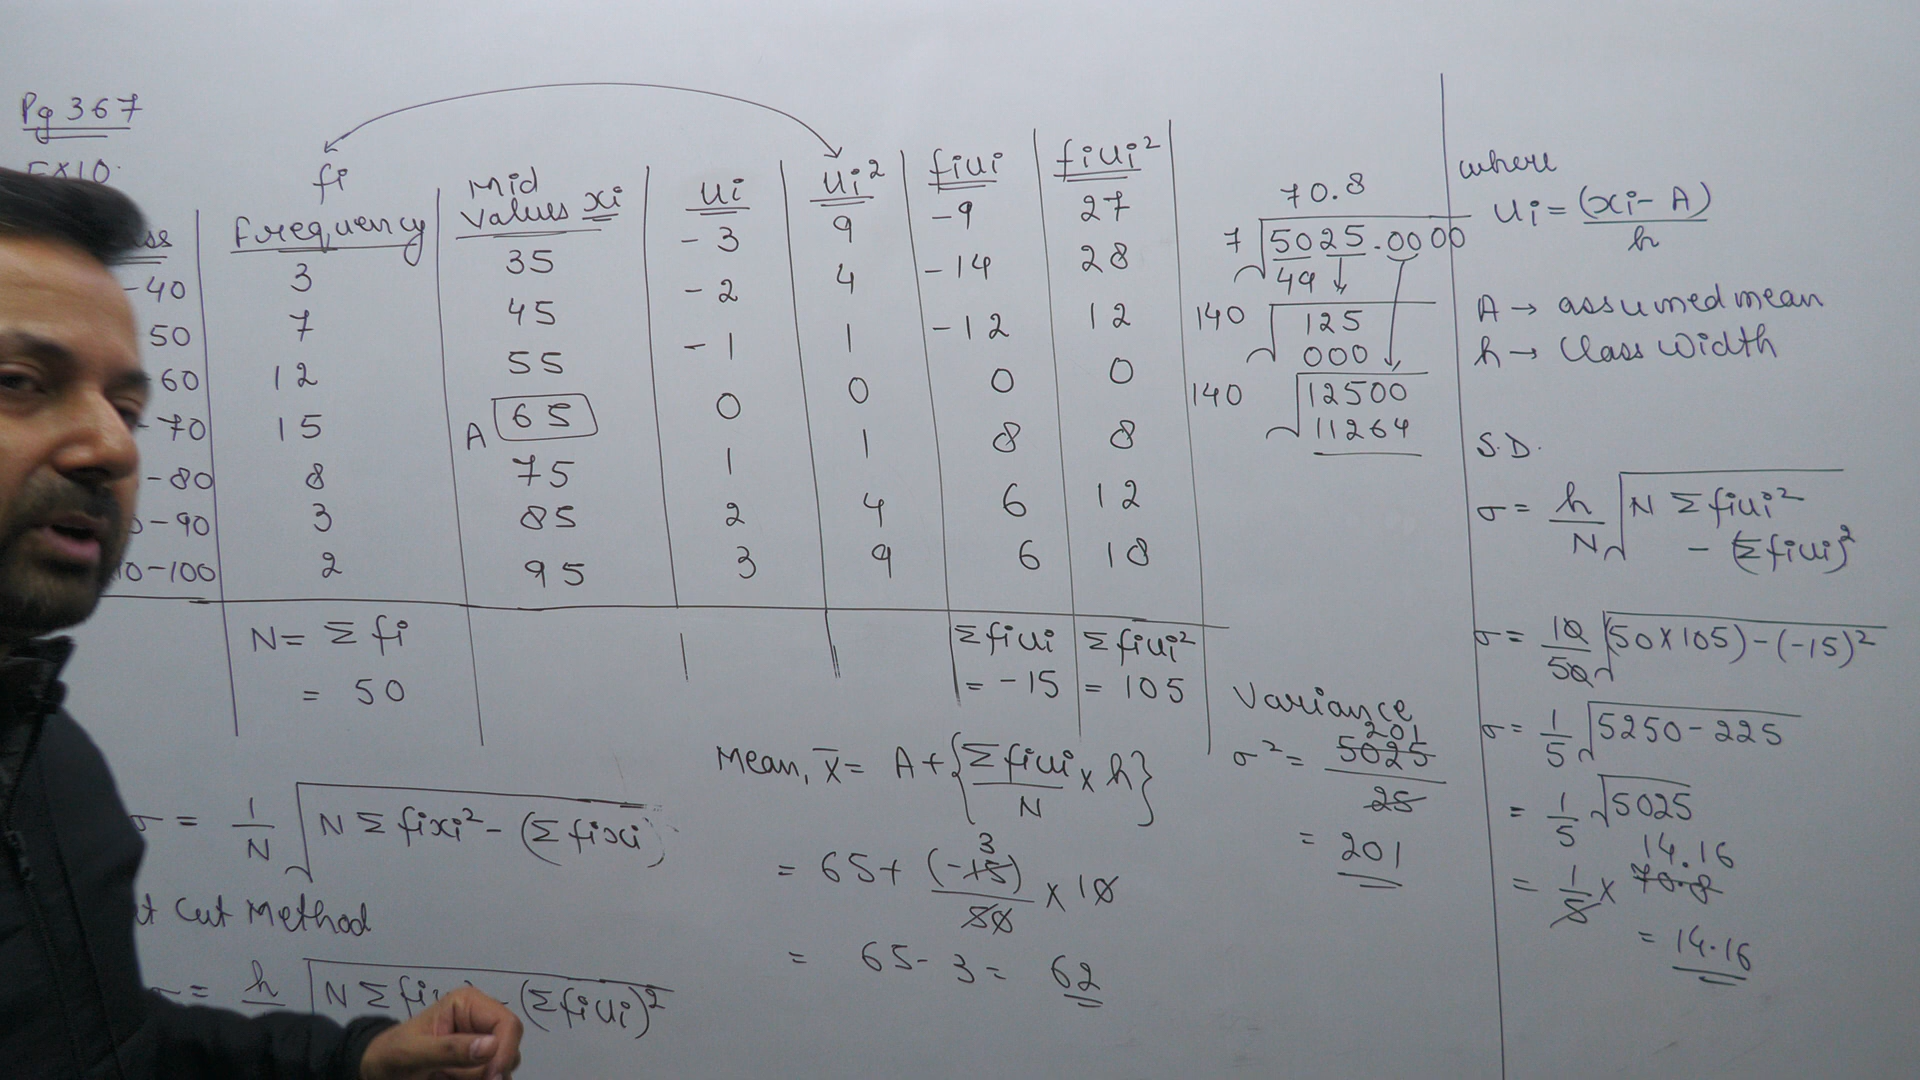 Pg 367
EX10.
fi
Frequency
Mid
Values xi
ui
ui²
fiui
fiui²
-40 3 35 -3 9 -9 27
50 7 45 -2 4 -14 28
60 12 55 -1 1 -12 12
-70 15 A 65 0 0 0 0
-80 8 75 1 1 8 8
-90 3 85 2 4 6 12
-100 2 95 3 9 6 18
N = Σfi
= 50
Σfiui
= -15
Σfiui²
= 105
σ = 1/N √(NΣfixi² - (Σfixi)
Cut Method
= h √(NΣfiu - (Σfiui)²
Mean, x̄ = A + {Σfiui/N × h}
= 65 + (-15)/50 × 10
3
= 65 - 3 = 62
70.8
7 √5025.0000
49
140 125
000
140 12500
11264
Variance
201
σ² = 5025/25
= 201
where
ui = (xi - A)/h
A → assumed mean
h → Class Width
S.D.
σ = h/N √(NΣfiui²
- (Σfiui)²
σ = 10/50 √(50×105) - (-15)²
σ = 1/5 √5250 - 225
= 1/5 √5025
14.16
= 1/5 × 70.8
= 14.16